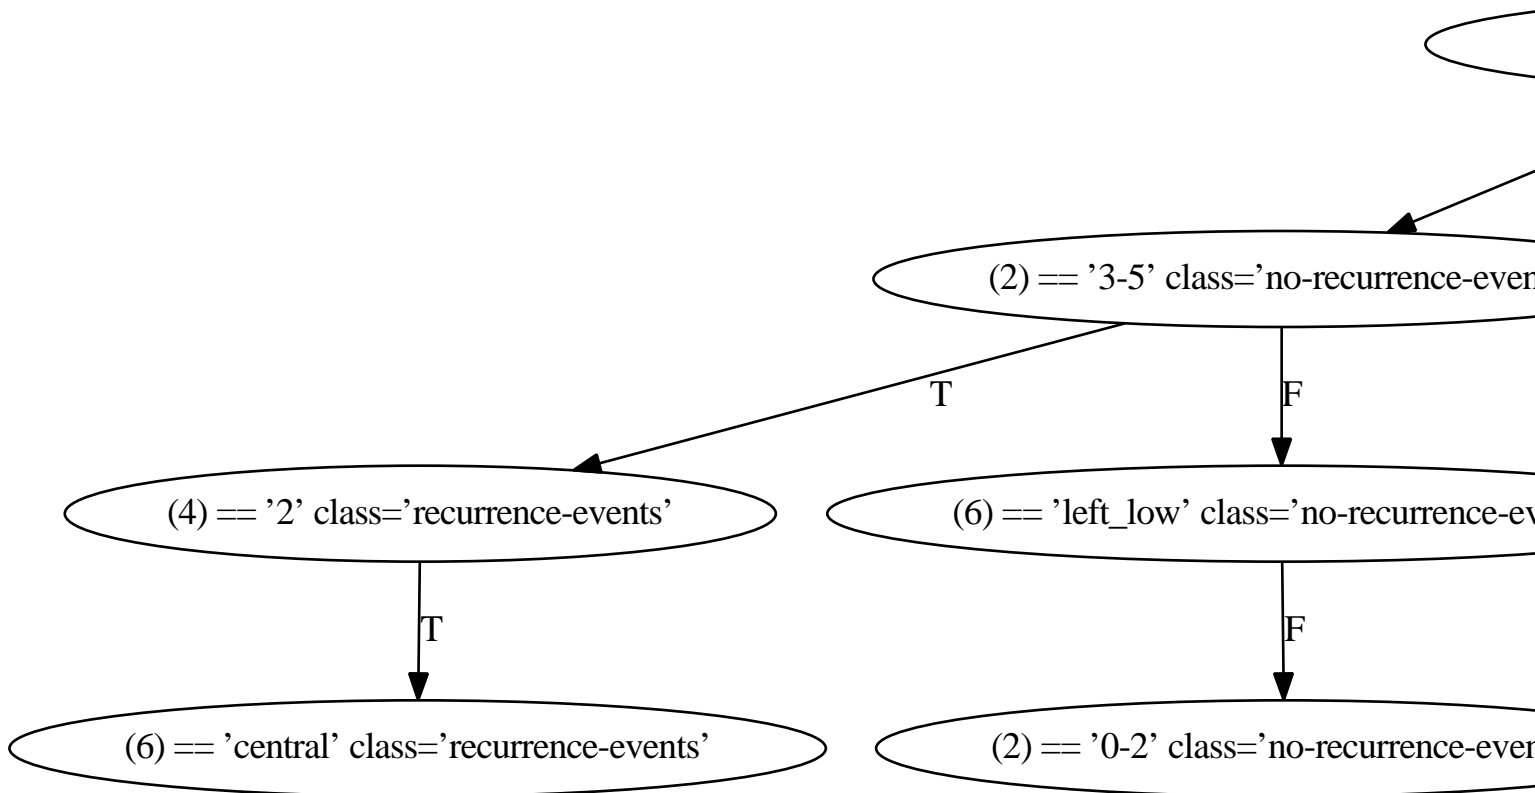 (2) == ’3-5’ class=’no-recurrence-even
T
F
(4) == ’2’ class=’recurrence-events’
(6) == ’left_low’ class=’no-recurrence-ev
T
F
(6) == ’central’ class=’recurrence-events’
(2) == ’0-2’ class=’no-recurrence-even